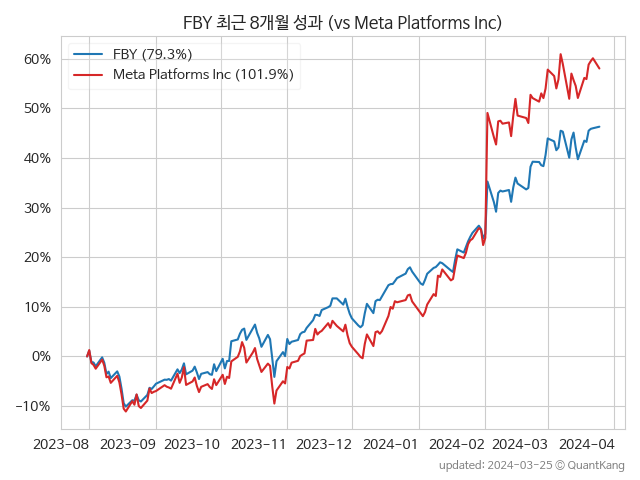 FBY 최근 8개월 성과 (vs Meta Platforms Inc)
FBY (79.3%)
Meta Platforms Inc (101.9%)
60%
50%
40%
30%
20%
10%
0%
−10%
2023−08 2023−09 2023−10 2023−11 2023−12 2024−01 2024−02 2024−03 2024−04
updated: 2024-03-25 © QuantKang